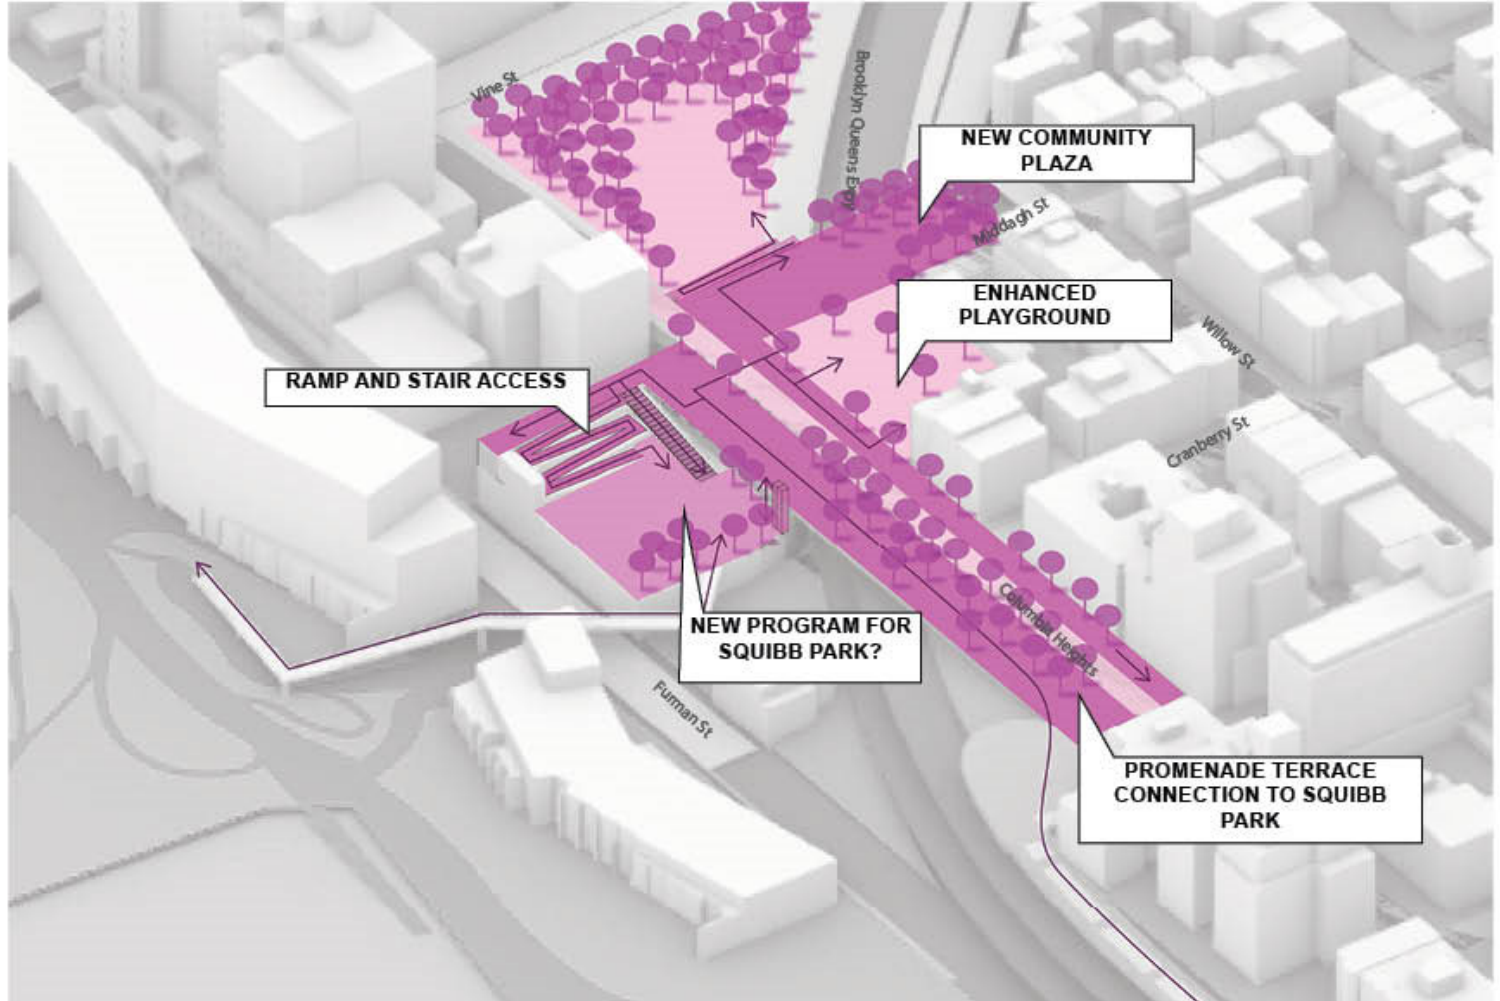 Vine St
Brooklyn Queens Expy
NEW COMMUNITY
PLAZA
Middagh St
ENHANCED
PLAYGROUND
Willow St
RAMP AND STAIR ACCESS
Cranberry St
Columbia Heights
NEW PROGRAM FOR
SQUIBB PARK?
Furman St
PROMENADE TERRACE
CONNECTION TO SQUIBB
PARK